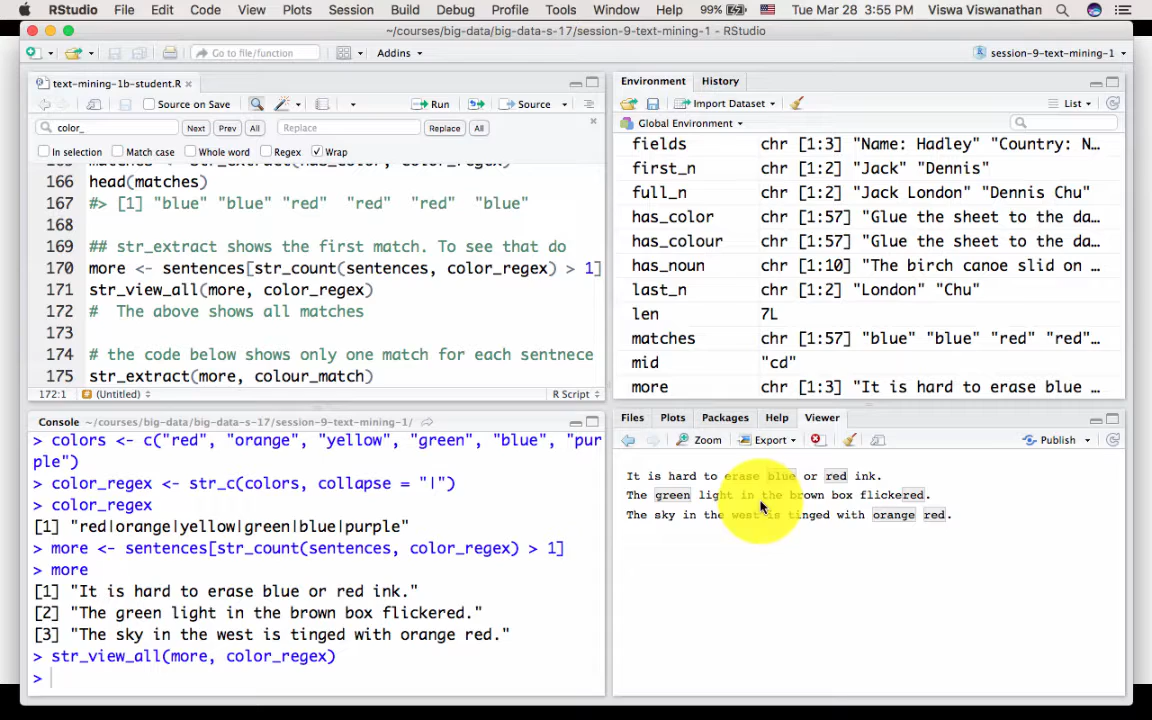 RStudio File Edit Code View Plots Session Build Debug Profile Tools Window Help 99% Tue Mar 28 3:55 PM Viswa Viswanathan
~/courses/big-data/big-data-s-17/session-9-text-mining-1 - RStudio
Go to file/function Addins session-9-text-mining-1
text-mining-1b-student.R
Source on Save Run Source
color_ Next Prev All Replace Replace All
In selection Match case Whole word Regex Wrap
166 head(matches)
167 #> [1] "blue" "blue" "red" "red" "red" "blue"
168
169 ## str_extract shows the first match. To see that do
170 more <- sentences[str_count(sentences, color_regex) > 1]
171 str_view_all(more, color_regex)
172 # The above shows all matches
173
174 # the code below shows only one match for each sentnece
175 str_extract(more, colour_match)
172:1 (Untitled) R Script
Console ~/courses/big-data/big-data-s-17/session-9-text-mining-1/
> colors <- c("red", "orange", "yellow", "green", "blue", "pur
ple")
> color_regex <- str_c(colors, collapse = "|")
> color_regex
[1] "red|orange|yellow|green|blue|purple"
> more <- sentences[str_count(sentences, color_regex) > 1]
> more
[1] "It is hard to erase blue or red ink."
[2] "The green light in the brown box flickered."
[3] "The sky in the west is tinged with orange red."
> str_view_all(more, color_regex)
>
Environment History
Import Dataset List
Global Environment
fields chr [1:3] "Name: Hadley" "Country: N…
first_n chr [1:2] "Jack" "Dennis"
full_n chr [1:2] "Jack London" "Dennis Chu"
has_color chr [1:57] "Glue the sheet to the da…
has_colour chr [1:57] "Glue the sheet to the da…
has_noun chr [1:10] "The birch canoe slid on …
last_n chr [1:2] "London" "Chu"
len 7L
matches chr [1:57] "blue" "blue" "red" "red"…
mid "cd"
more chr [1:3] "It is hard to erase blue …
Files Plots Packages Help Viewer
Zoom Export Publish
It is hard to erase blue or red ink.
The green light in the brown box flickered.
The sky in the west is tinged with orange red.